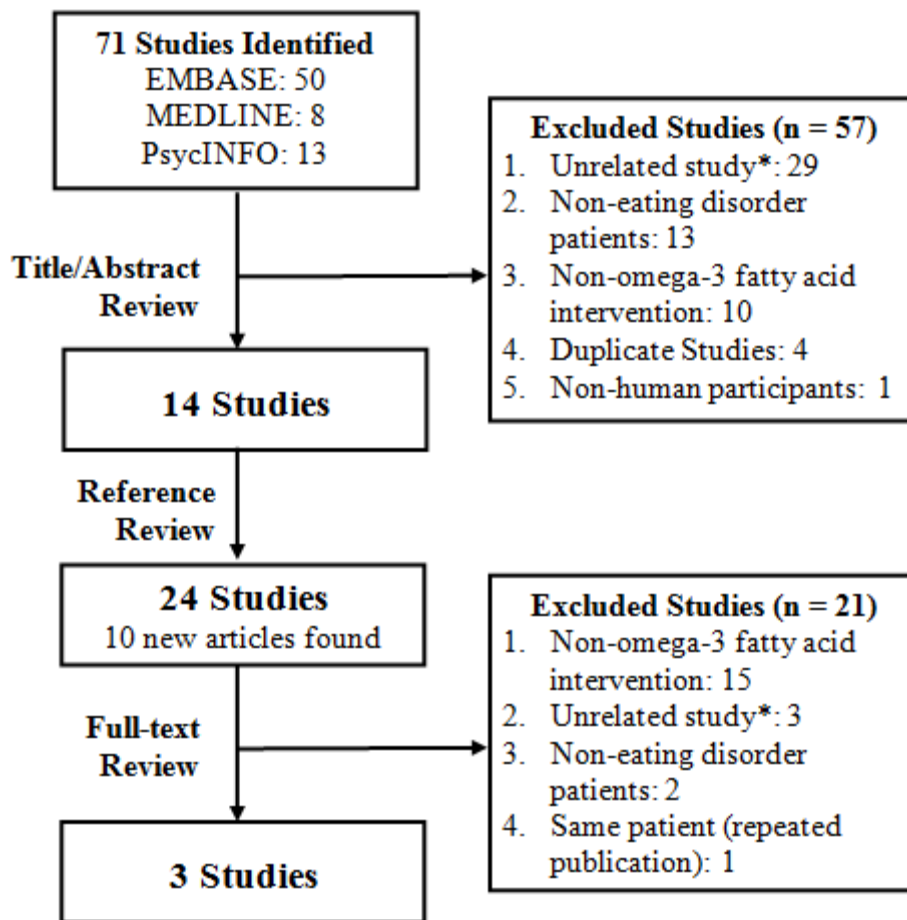 71 Studies Identified
EMBASE: 50
MEDLINE: 8
PsycINFO: 13
Excluded Studies (n = 57)
1. Unrelated study*: 29
2. Non-eating disorder
patients: 13
3. Non-omega-3 fatty acid
intervention: 10
4. Duplicate Studies: 4
5. Non-human participants: 1
Title/Abstract
Review
14 Studies
Reference
Review
24 Studies
10 new articles found
Excluded Studies (n = 21)
1. Non-omega-3 fatty acid
intervention: 15
2. Unrelated study*: 3
3. Non-eating disorder
patients: 2
4. Same patient (repeated
publication): 1
Full-text
Review
3 Studies